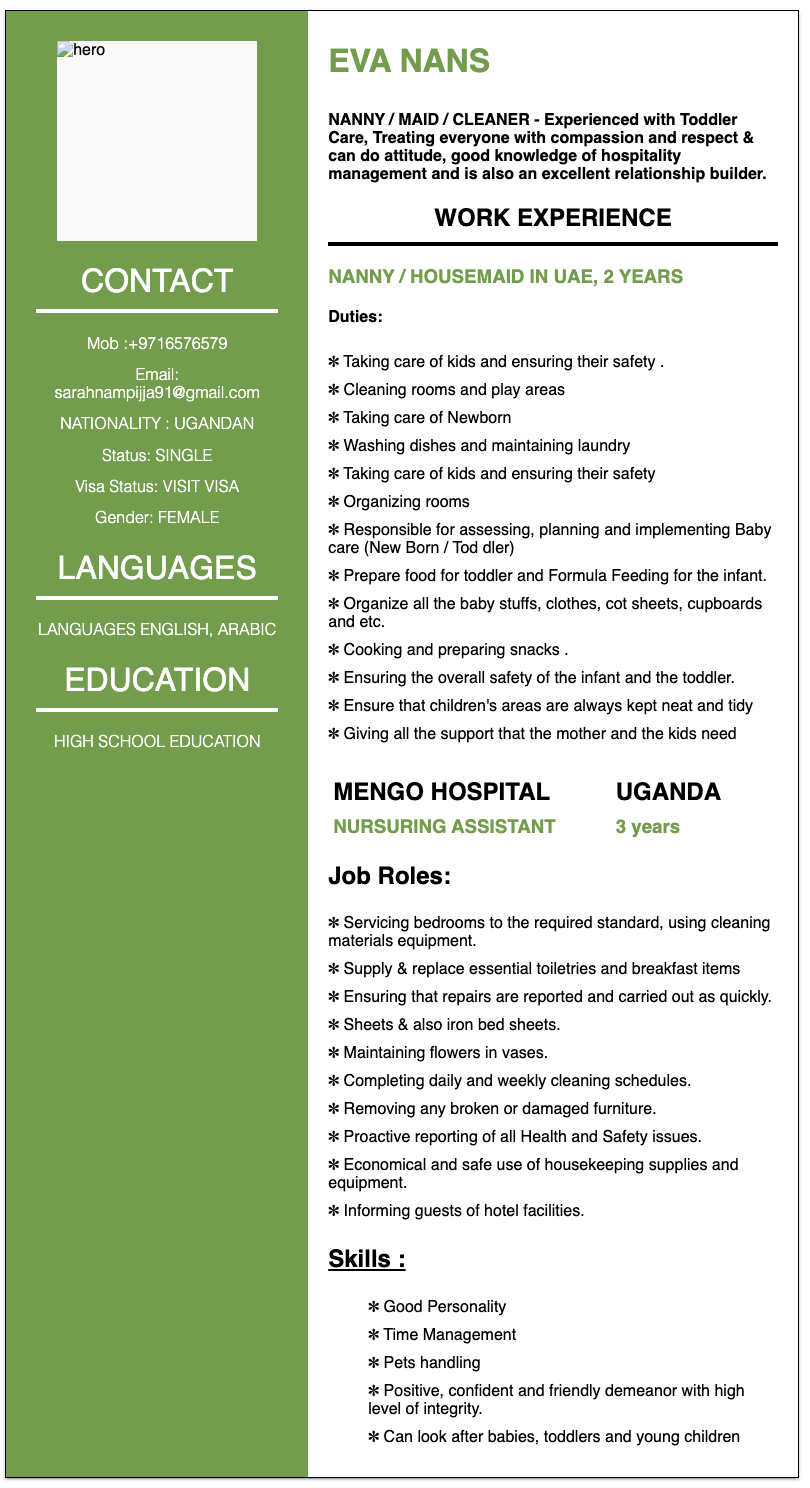 hero
CONTACT
Mob :+9716576579
Email:
sarahnampijja91@gmail.com
NATIONALITY : UGANDAN
Status: SINGLE
Visa Status: VISIT VISA
Gender: FEMALE
LANGUAGES
LANGUAGES ENGLISH, ARABIC
EDUCATION
HIGH SCHOOL EDUCATION
EVA NANS
NANNY / MAID / CLEANER - Experienced with Toddler
Care, Treating everyone with compassion and respect &
can do attitude, good knowledge of hospitality
management and is also an excellent relationship builder.
WORK EXPERIENCE
NANNY / HOUSEMAID IN UAE, 2 YEARS
Duties:
✼ Taking care of kids and ensuring their safety .
✼ Cleaning rooms and play areas
✼ Taking care of Newborn
✼ Washing dishes and maintaining laundry
✼ Taking care of kids and ensuring their safety
✼ Organizing rooms
✼ Responsible for assessing, planning and implementing Baby
care (New Born / Tod dler)
✼ Prepare food for toddler and Formula Feeding for the infant.
✼ Organize all the baby stuffs, clothes, cot sheets, cupboards
and etc.
✼ Cooking and preparing snacks .
✼ Ensuring the overall safety of the infant and the toddler.
✼ Ensure that children's areas are always kept neat and tidy
✼ Giving all the support that the mother and the kids need
MENGO HOSPITAL UGANDA
NURSURING ASSISTANT 3 years
Job Roles:
✼ Servicing bedrooms to the required standard, using cleaning
materials equipment.
✼ Supply & replace essential toiletries and breakfast items
✼ Ensuring that repairs are reported and carried out as quickly.
✼ Sheets & also iron bed sheets.
✼ Maintaining flowers in vases.
✼ Completing daily and weekly cleaning schedules.
✼ Removing any broken or damaged furniture.
✼ Proactive reporting of all Health and Safety issues.
✼ Economical and safe use of housekeeping supplies and
equipment.
✼ Informing guests of hotel facilities.
Skills :
✼ Good Personality
✼ Time Management
✼ Pets handling
✼ Positive, confident and friendly demeanor with high
level of integrity.
✼ Can look after babies, toddlers and young children